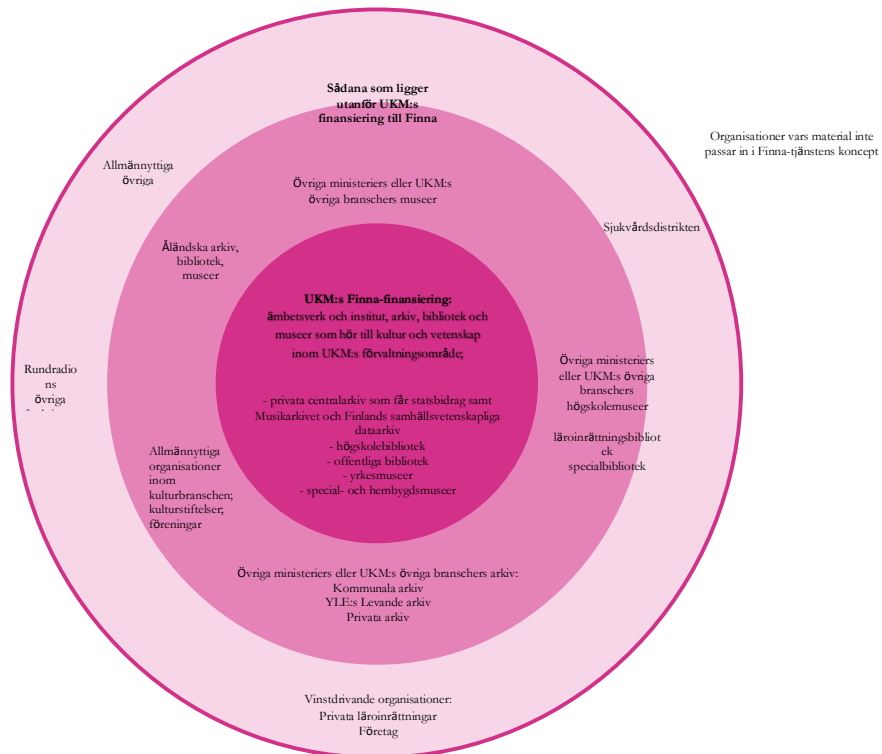 Sådana som ligger
utanför UKM:s
finansiering till Finna
Organisationer vars material inte
passar in i Finna-tjänstens koncept
Allmännyttiga
övriga
Övriga ministeriers eller UKM:s
övriga branschers museer
Sjukvårdsdistrikten
Åländska arkiv,
bibliotek,
museer
UKM:s Finna-finansiering:
ämbetsverk och institut, arkiv, bibliotek och
museer som hör till kultur och vetenskap
inom UKM:s förvaltningsområde;
- privata centralarkiv som får statsbidrag samt
Musikarkivet och Finlands samhällsvetenskapliga
dataarkiv
- högskolebibliotek
- offentliga bibliotek
- yrkesmuseer
- special- och hembygdsmuseer
Rundradio
ns
övriga
Övriga ministeriers
eller UKM:s övriga
branschers
högskolemuseer
läroinrättningsbibliot
ek
specialbibliotek
Allmännyttiga
organisationer
inom
kulturbranschen;
kulturstiftelser;
föreningar
Övriga ministeriers eller UKM:s övriga branschers arkiv:
Kommunala arkiv
YLE:s Levande arkiv
Privata arkiv
Vinstdrivande organisationer:
Privata läroinrättningar
Företag